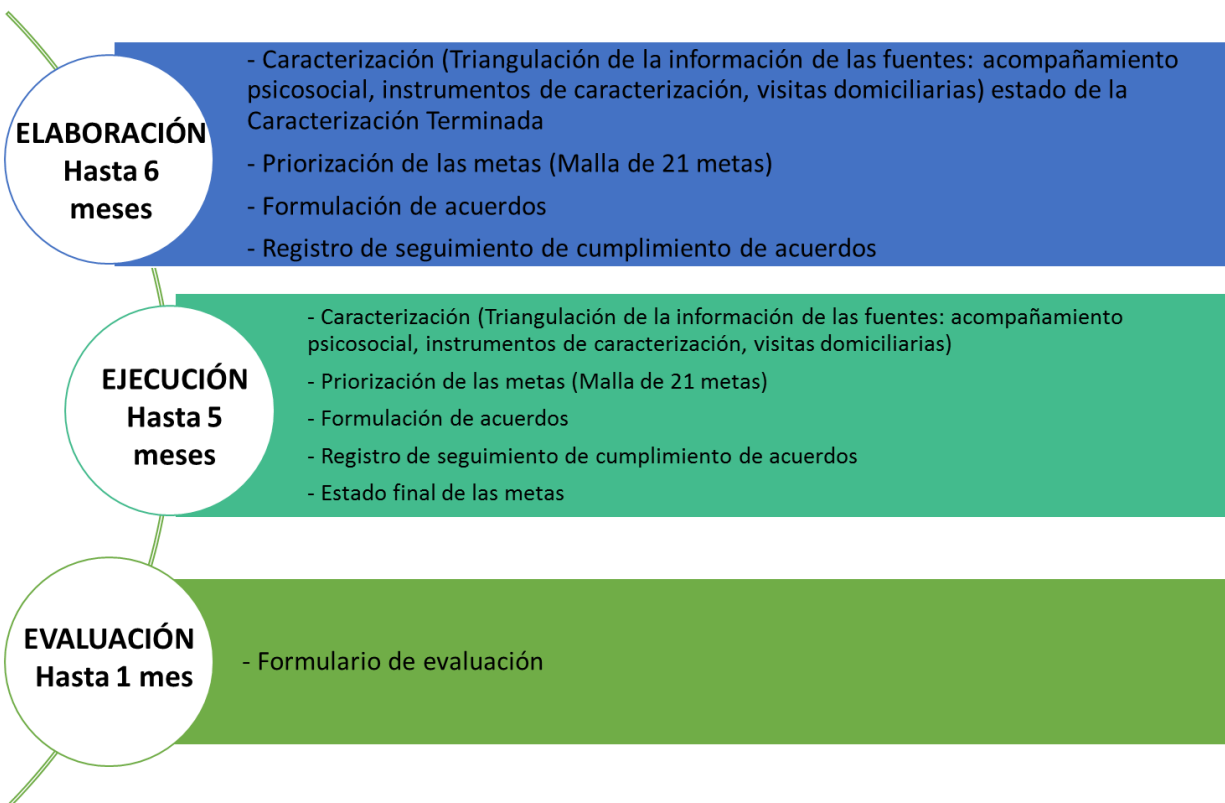 ELABORACIÓN
Hasta 6
meses
- Caracterización (Triangulación de la información de las fuentes: acompañamiento
psicosocial, instrumentos de caracterización, visitas domiciliarias) estado de la
Caracterización Terminada
- Priorización de las metas (Malla de 21 metas)
- Formulación de acuerdos
- Registro de seguimiento de cumplimiento de acuerdos
EJECUCIÓN
Hasta 5
meses
- Caracterización (Triangulación de la información de las fuentes: acompañamiento
psicosocial, instrumentos de caracterización, visitas domiciliarias)
- Priorización de las metas (Malla de 21 metas)
- Formulación de acuerdos
- Registro de seguimiento de cumplimiento de acuerdos
- Estado final de las metas
EVALUACIÓN
Hasta 1 mes
- Formulario de evaluación